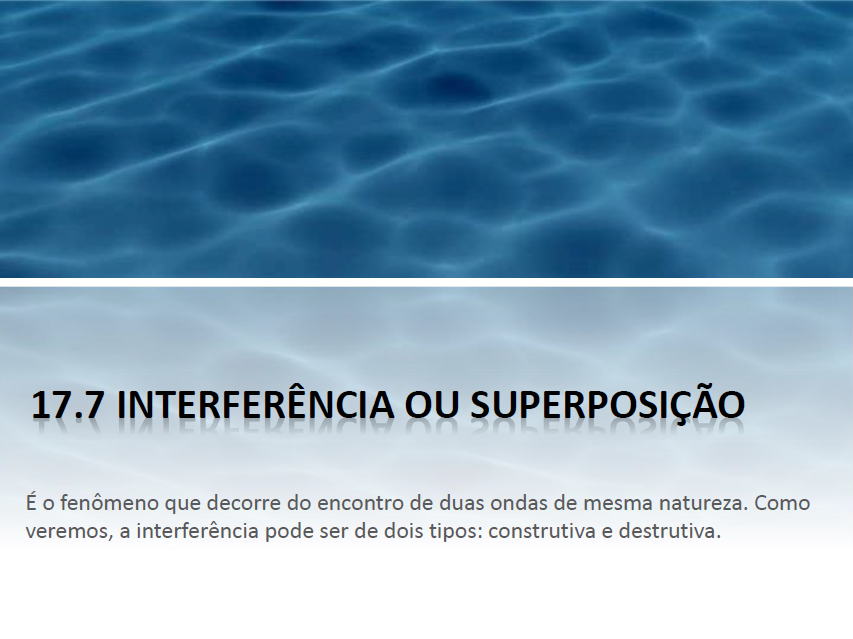 17.7 INTERFERÊNCIA OU SUPERPOSIÇÃO
É o fenômeno que decorre do encontro de duas ondas de mesma natureza. Como
veremos, a interferência pode ser de dois tipos: construtiva e destrutiva.